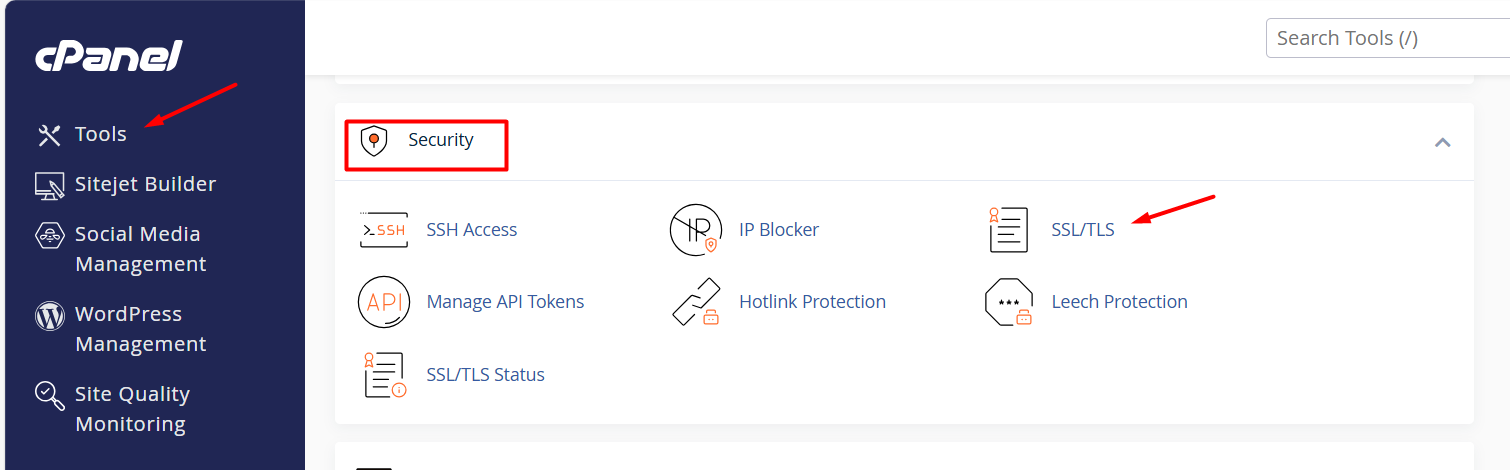 cPanel
Search Tools (/)
Tools
Sitejet Builder
Social Media
Management
WordPress
Management
Site Quality
Monitoring
Security
>_SSH
SSH Access
IP
IP Blocker
SSL/TLS
API
Manage API Tokens
Hotlink Protection
***
Leech Protection
SSL/TLS Status